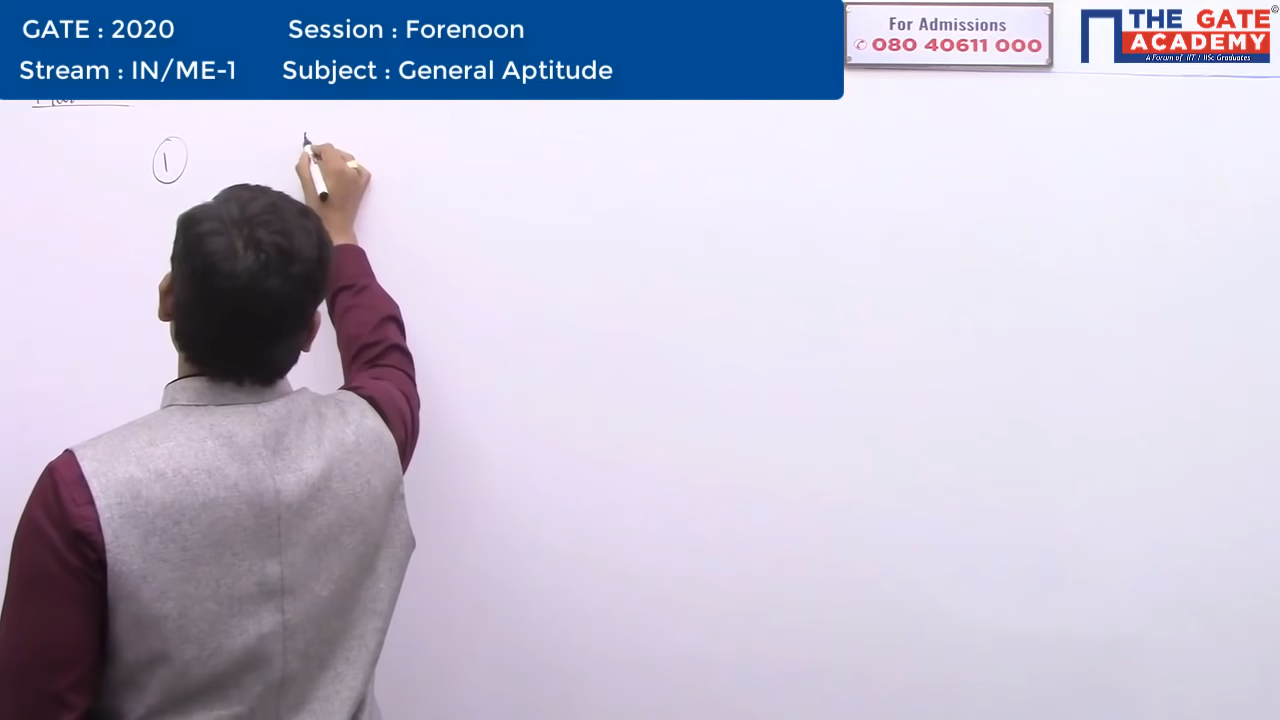 GATE : 2020 Session : Forenoon
Stream : IN/ME-1 Subject : General Aptitude
For Admissions
✆ 080 40611 000
THE GATE
ACADEMY
©
A Forum of IIT / IISc Graduates
1